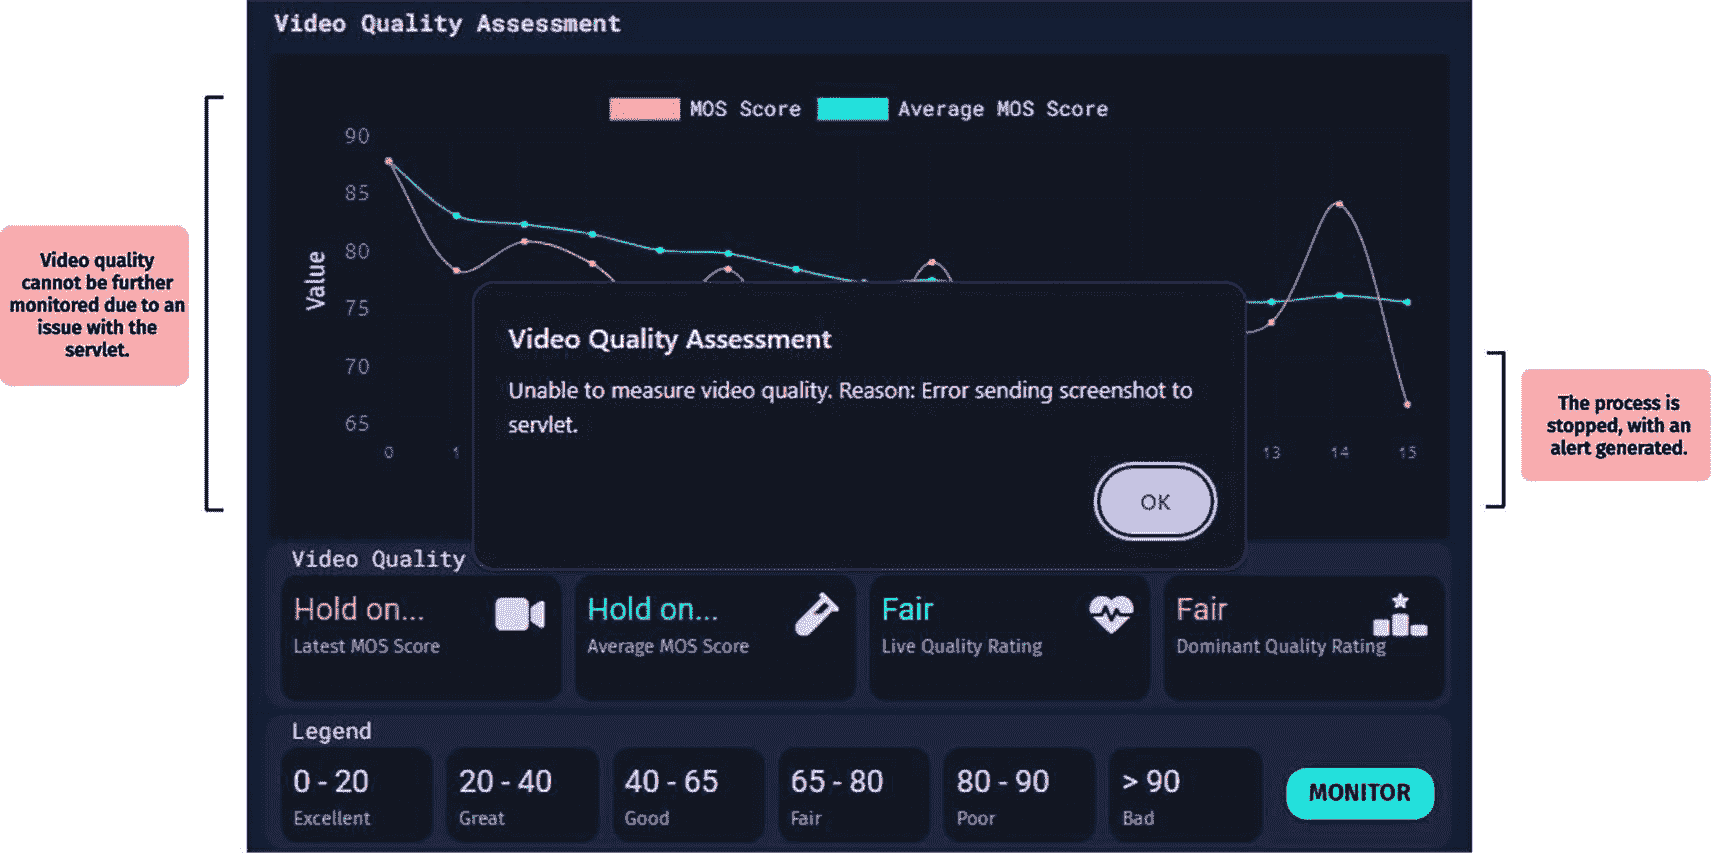 Video Quality Assessment
MOS Score
Average MOS Score
90
85
80
75
70
65
Value
0
1
13
14
15
Video quality
cannot be further
monitored due to an
issue with the
servlet.
Video Quality Assessment
Unable to measure video quality. Reason: Error sending screenshot to
servlet.
OK
The process is
stopped, with an
alert generated.
Video Quality
Hold on...
Latest MOS Score
Hold on...
Average MOS Score
Fair
Live Quality Rating
Fair
Dominant Quality Rating
Legend
0 - 20
Excellent
20 - 40
Great
40 - 65
Good
65 - 80
Fair
80 - 90
Poor
> 90
Bad
MONITOR